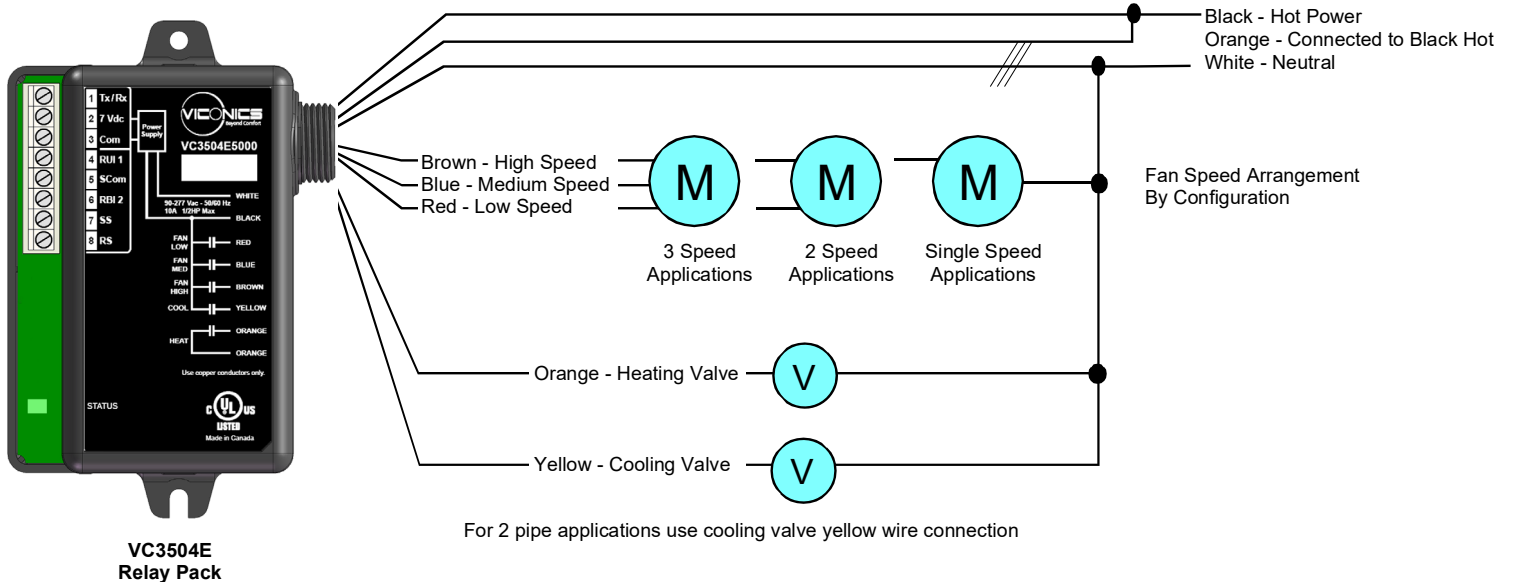 Black - Hot Power
Orange - Connected to Black Hot
White - Neutral
VICONICS
Beyond Comfort
VC3504E5000
1 Tx/Rx
2 7 Vdc
3 Com
4 RUI 1
5 SCom
6 RBI 2
7 SS
8 RS
Power
Supply
WHITE
90-277 Vac - 50/60 Hz
10A 1/2HP Max
BLACK
FAN
LOW
RED
FAN
MED
BLUE
FAN
HIGH
BROWN
COOL
YELLOW
ORANGE
HEAT
ORANGE
Use copper conductors only.
STATUS
C UL US
LISTED
Made in Canada
Brown - High Speed
Blue - Medium Speed
Red - Low Speed
M
M
M
3 Speed
Applications
2 Speed
Applications
Single Speed
Applications
Fan Speed Arrangement
By Configuration
Orange - Heating Valve
V
Yellow - Cooling Valve
V
For 2 pipe applications use cooling valve yellow wire connection
VC3504E
Relay Pack